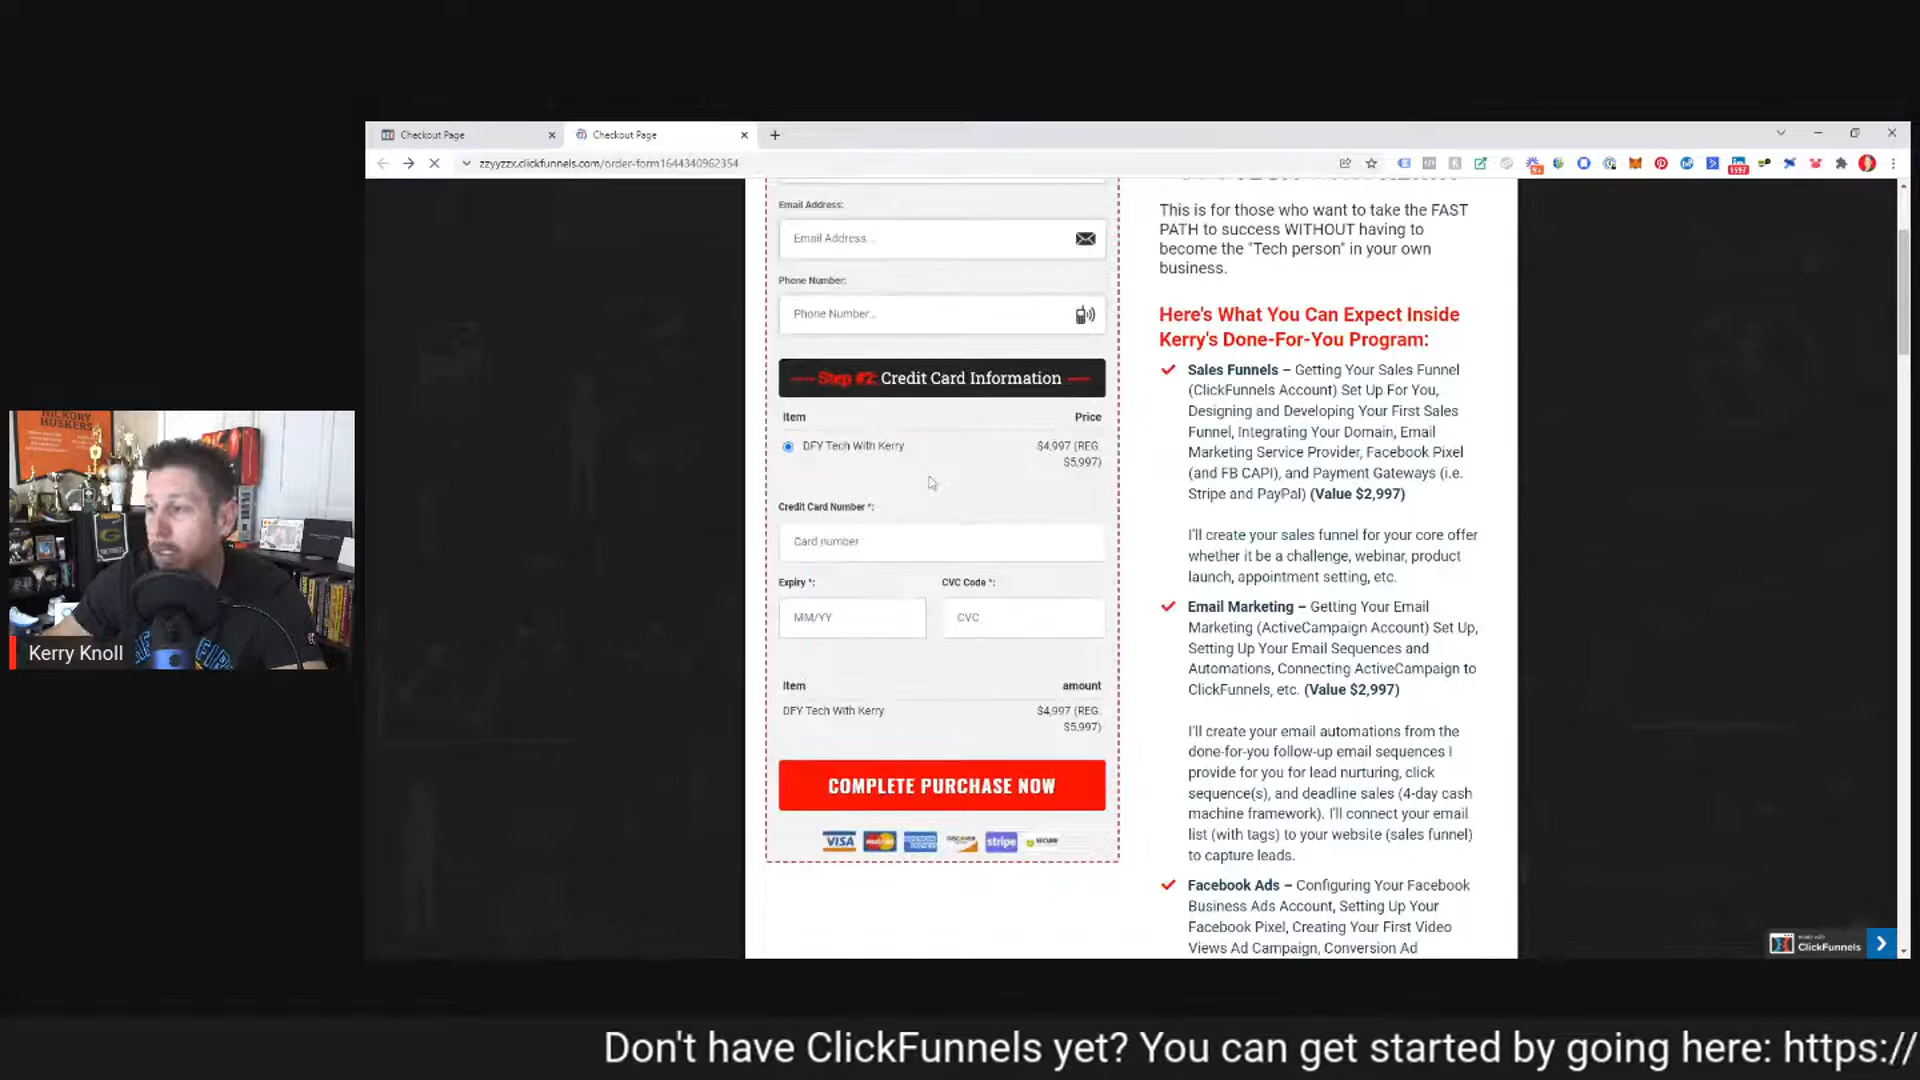 Checkout Page
Checkout Page
zzyyzzx.clickfunnels.com/order-form1644340962354
Email Address:
Email Address...
Phone Number:
Phone Number...
Step #2: Credit Card Information
Item Price
DFY Tech With Kerry $4,997 (REG.
$5,997)
Credit Card Number *:
Card number
Expiry *: CVC Code *:
MM/YY CVC
Item amount
DFY Tech With Kerry $4,997 (REG.
$5,997)
COMPLETE PURCHASE NOW
VISA
DISCOVER
stripe
SECURE
This is for those who want to take the FAST
PATH to success WITHOUT having to
become the "Tech person" in your own
business.
Here's What You Can Expect Inside
Kerry's Done-For-You Program:
Sales Funnels – Getting Your Sales Funnel
(ClickFunnels Account) Set Up For You,
Designing and Developing Your First Sales
Funnel, Integrating Your Domain, Email
Marketing Service Provider, Facebook Pixel
(and FB CAPI), and Payment Gateways (i.e.
Stripe and PayPal) (Value $2,997)
I'll create your sales funnel for your core offer
whether it be a challenge, webinar, product
launch, appointment setting, etc.
Email Marketing – Getting Your Email
Marketing (ActiveCampaign Account) Set Up,
Setting Up Your Email Sequences and
Automations, Connecting ActiveCampaign to
ClickFunnels, etc. (Value $2,997)
I'll create your email automations from the
done-for-you follow-up email sequences I
provide for you for lead nurturing, click
sequence(s), and deadline sales (4-day cash
machine framework). I'll connect your email
list (with tags) to your website (sales funnel)
to capture leads.
Facebook Ads – Configuring Your Facebook
Business Ads Account, Setting Up Your
Facebook Pixel, Creating Your First Video
Views Ad Campaign, Conversion Ad
ClickFunnels
HICKORY
HUSKERS
Kerry Knoll
Don't have ClickFunnels yet? You can get started by going here: https://